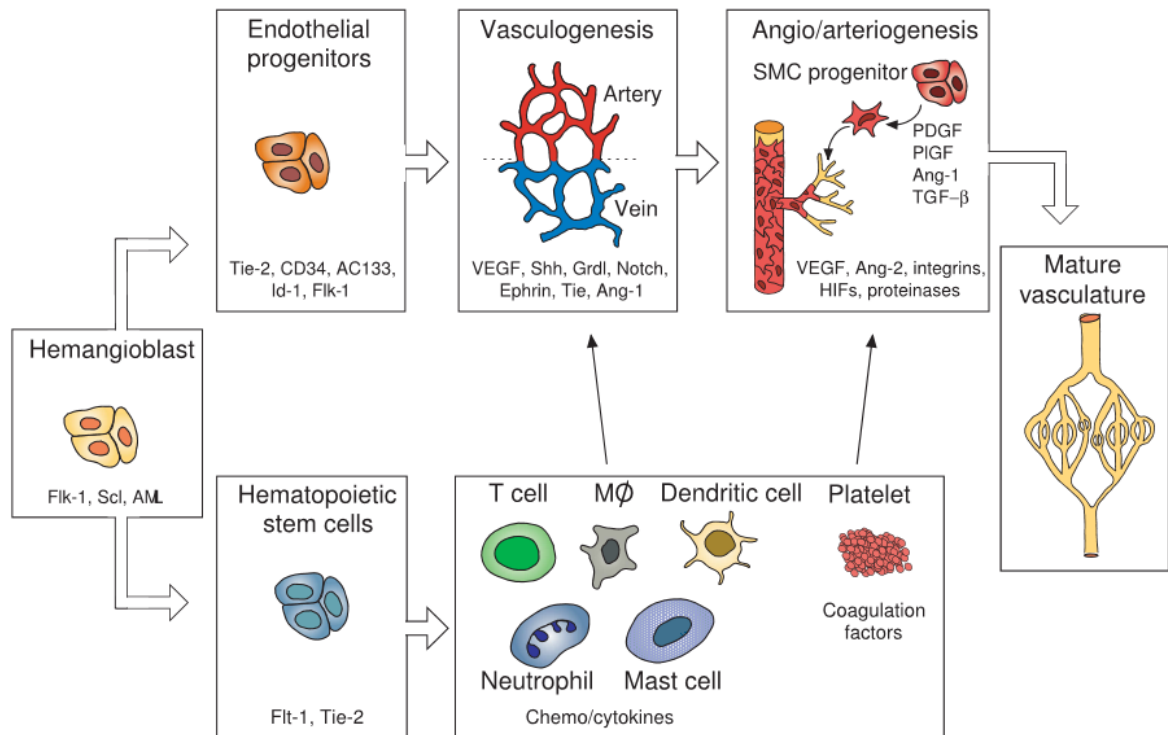 Endothelial
progenitors
Tie-2, CD34, AC133,
Id-1, Flk-1
Vasculogenesis
Artery
Vein
VEGF, Shh, Grdl, Notch,
Ephrin, Tie, Ang-1
Angio/arteriogenesis
SMC progenitor
PDGF
PlGF
Ang-1
TGF–β
VEGF, Ang-2, integrins,
HIFs, proteinases
Mature
vasculature
Hemangioblast
Flk-1, Scl, AML
Hematopoietic
stem cells
Flt-1, Tie-2
T cell
MØ
Dendritic cell
Platelet
Coagulation
factors
Neutrophil
Mast cell
Chemo/cytokines